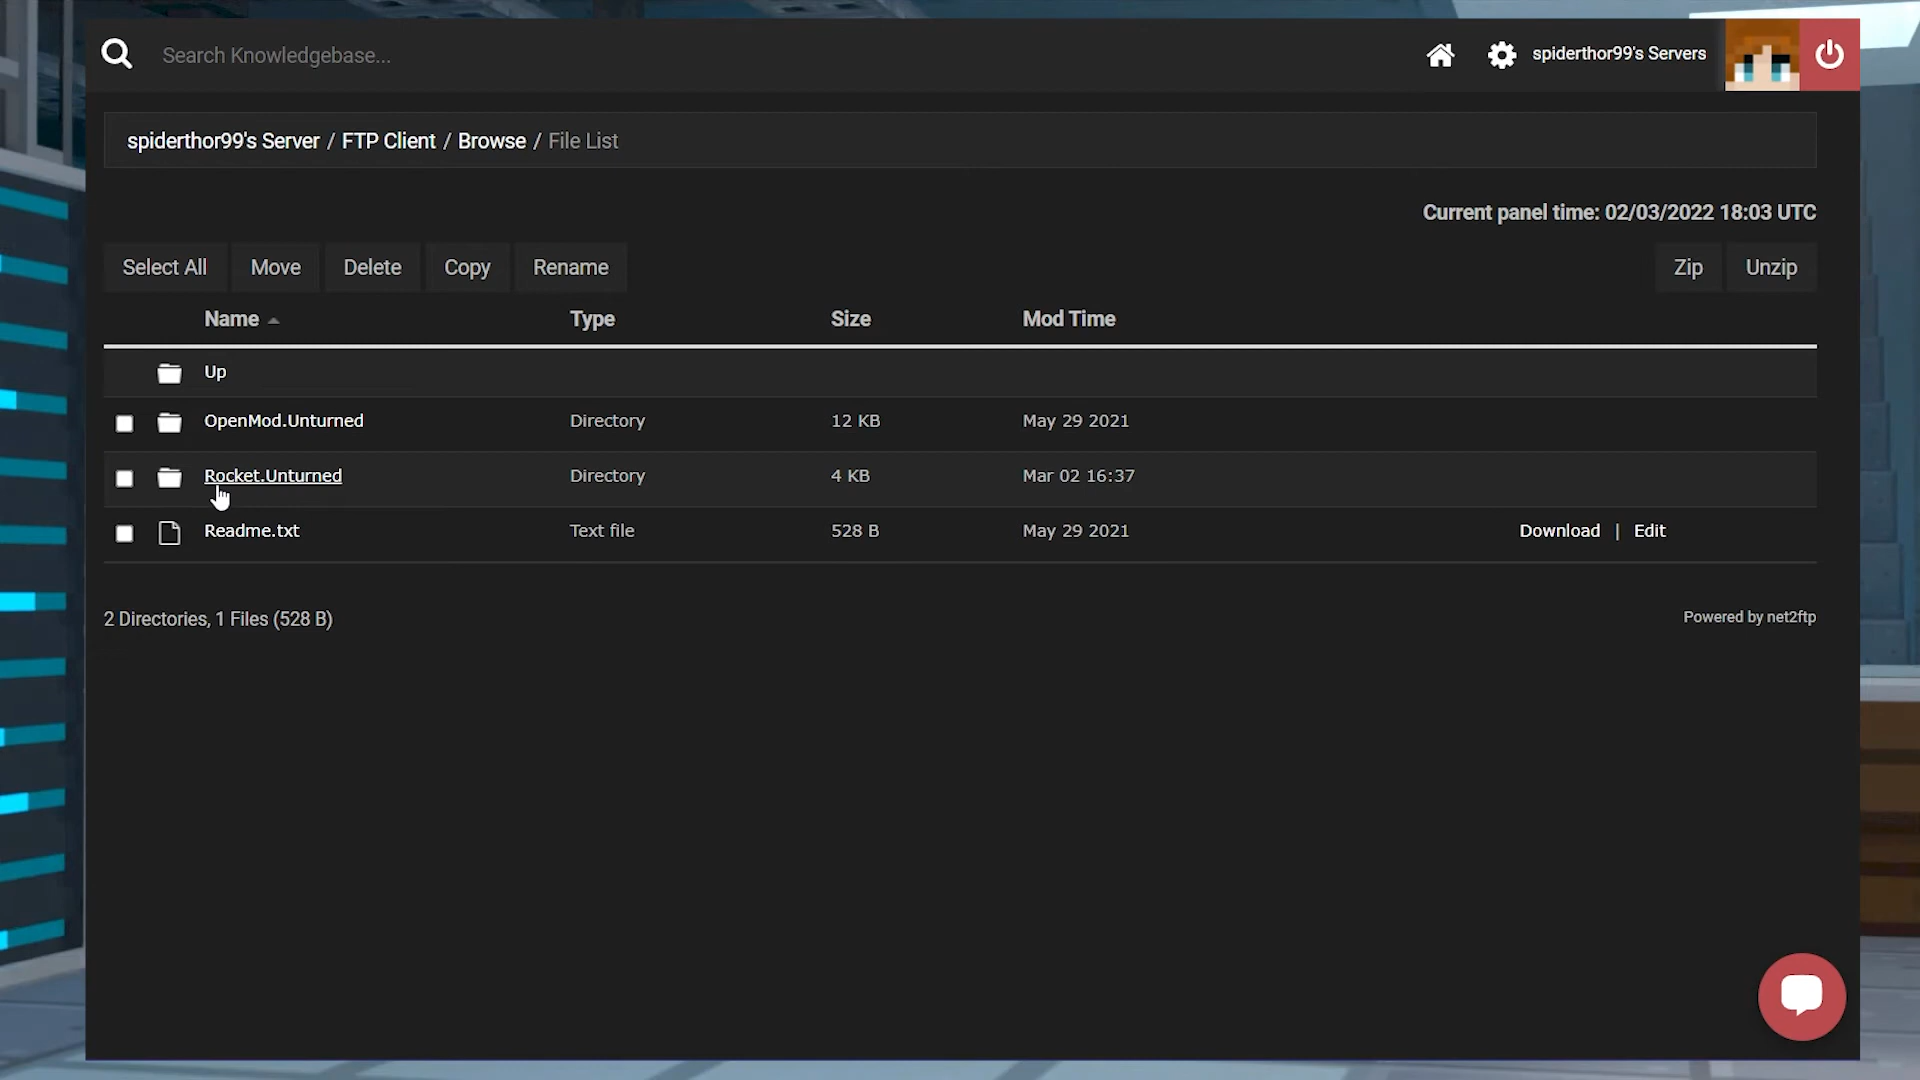 Search Knowledgebase...
spiderthor99's Servers
spiderthor99's Server / FTP Client / Browse / File List
Current panel time: 02/03/2022 18:03 UTC
Select All Move Delete Copy Rename Zip Unzip
Name Type Size Mod Time
Up
OpenMod.Unturned Directory 12 KB May 29 2021
Rocket.Unturned Directory 4 KB Mar 02 16:37
Readme.txt Text file 528 B May 29 2021 Download | Edit
2 Directories, 1 Files (528 B)
Powered by net2ftp